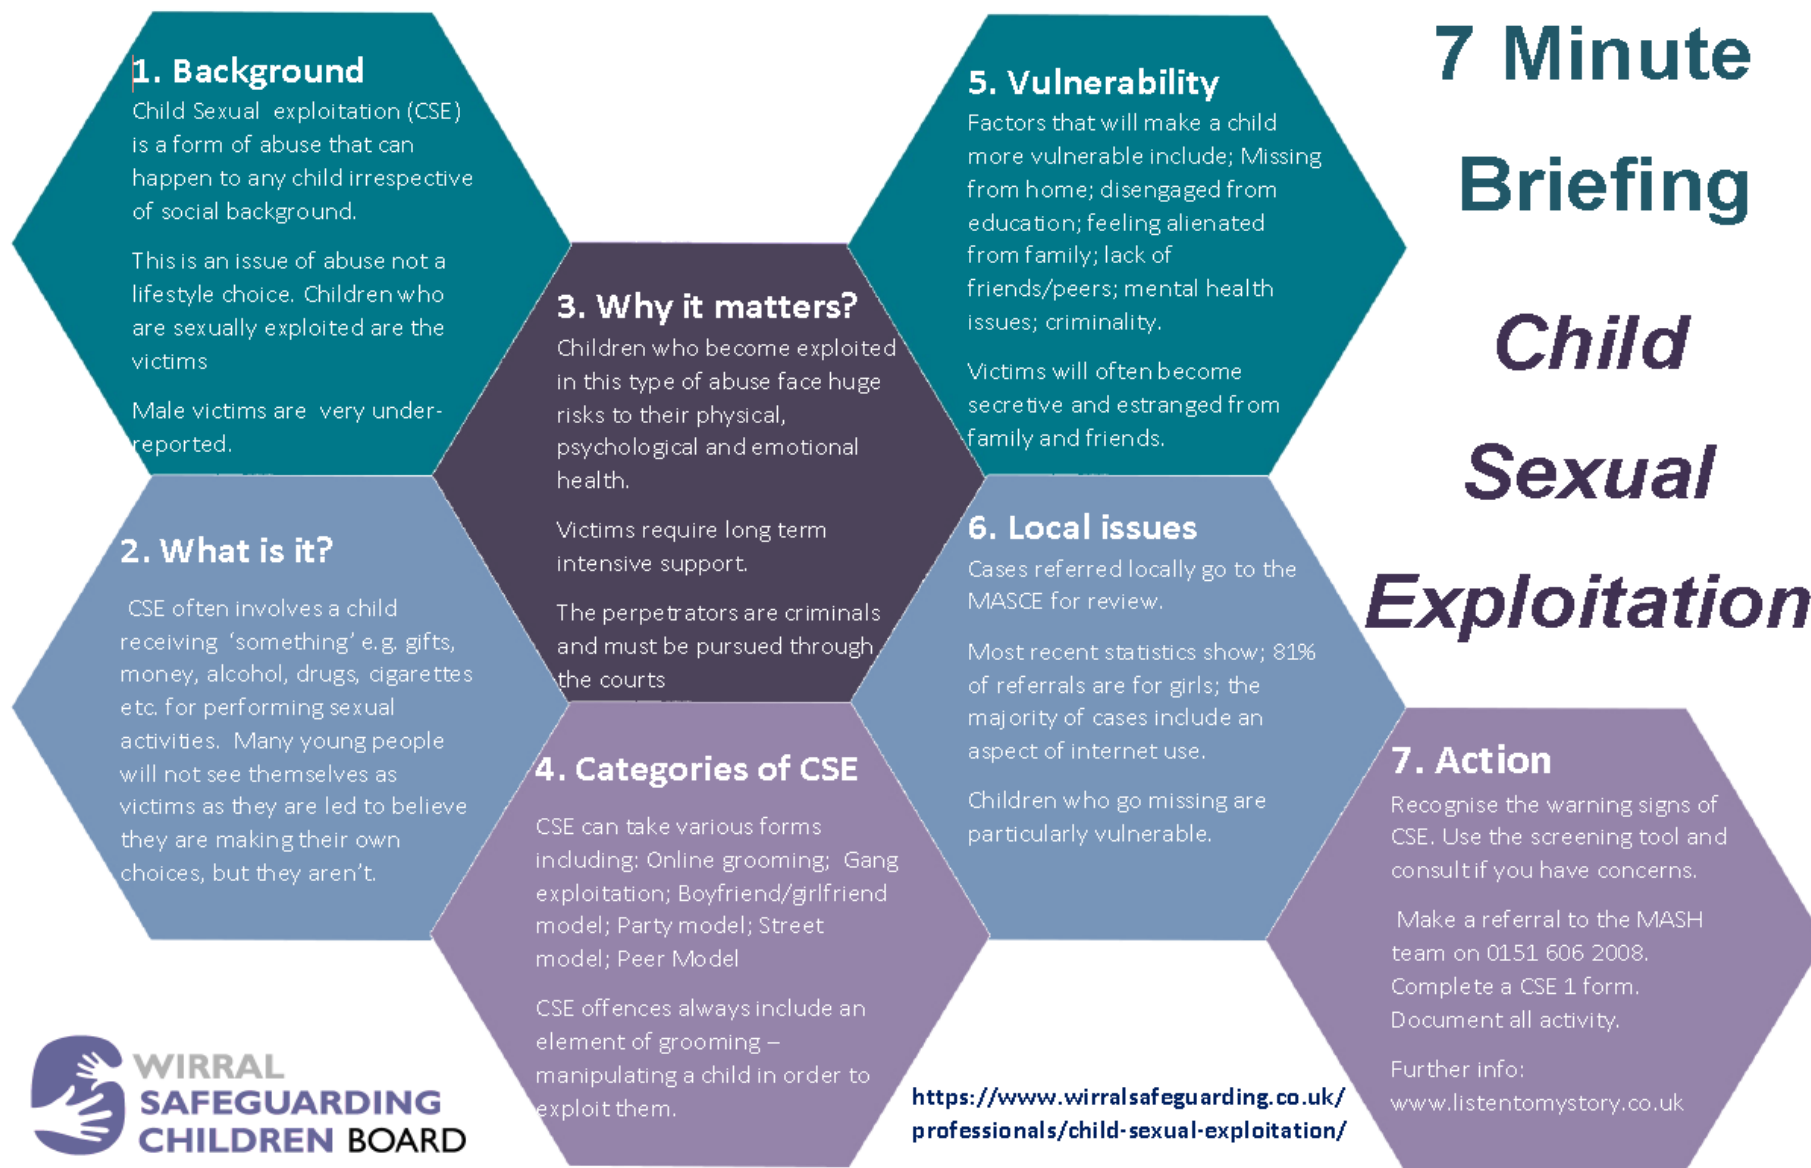 7 Minute
Briefing
Child
Sexual
Exploitation
1. Background
Child Sexual exploitation (CSE)
is a form of abuse that can
happen to any child irrespective
of social background.
This is an issue of abuse not a
lifestyle choice. Children who
are sexually exploited are the
victims
Male victims are very under-
reported.
2. What is it?
CSE often involves a child
receiving ‘something’ e.g. gifts,
money, alcohol, drugs, cigarettes
etc. for performing sexual
activities. Many young people
will not see themselves as
victims as they are led to believe
they are making their own
choices, but they aren’t.
3. Why it matters?
Children who become exploited
in this type of abuse face huge
risks to their physical,
psychological and emotional
health.
Victims require long term
intensive support.
The perpetrators are criminals
and must be pursued through
the courts
4. Categories of CSE
CSE can take various forms
including: Online grooming; Gang
exploitation; Boyfriend/girlfriend
model; Party model; Street
model; Peer Model
CSE offences always include an
element of grooming –
manipulating a child in order to
exploit them.
5. Vulnerability
Factors that will make a child
more vulnerable include; Missing
from home; disengaged from
education; feeling alienated
from family; lack of
friends/peers; mental health
issues; criminality.
Victims will often become
secretive and estranged from
family and friends.
6. Local issues
Cases referred locally go to the
MASCE for review.
Most recent statistics show; 81%
of referrals are for girls; the
majority of cases include an
aspect of internet use.
Children who go missing are
particularly vulnerable.
7. Action
Recognise the warning signs of
CSE. Use the screening tool and
consult if you have concerns.
Make a referral to the MASH
team on 0151 606 2008.
Complete a CSE 1 form.
Document all activity.
Further info:
www.listentomystory.co.uk
WIRRAL
SAFEGUARDING
CHILDREN BOARD
https://www.wirralsafeguarding.co.uk/
professionals/child-sexual-exploitation/